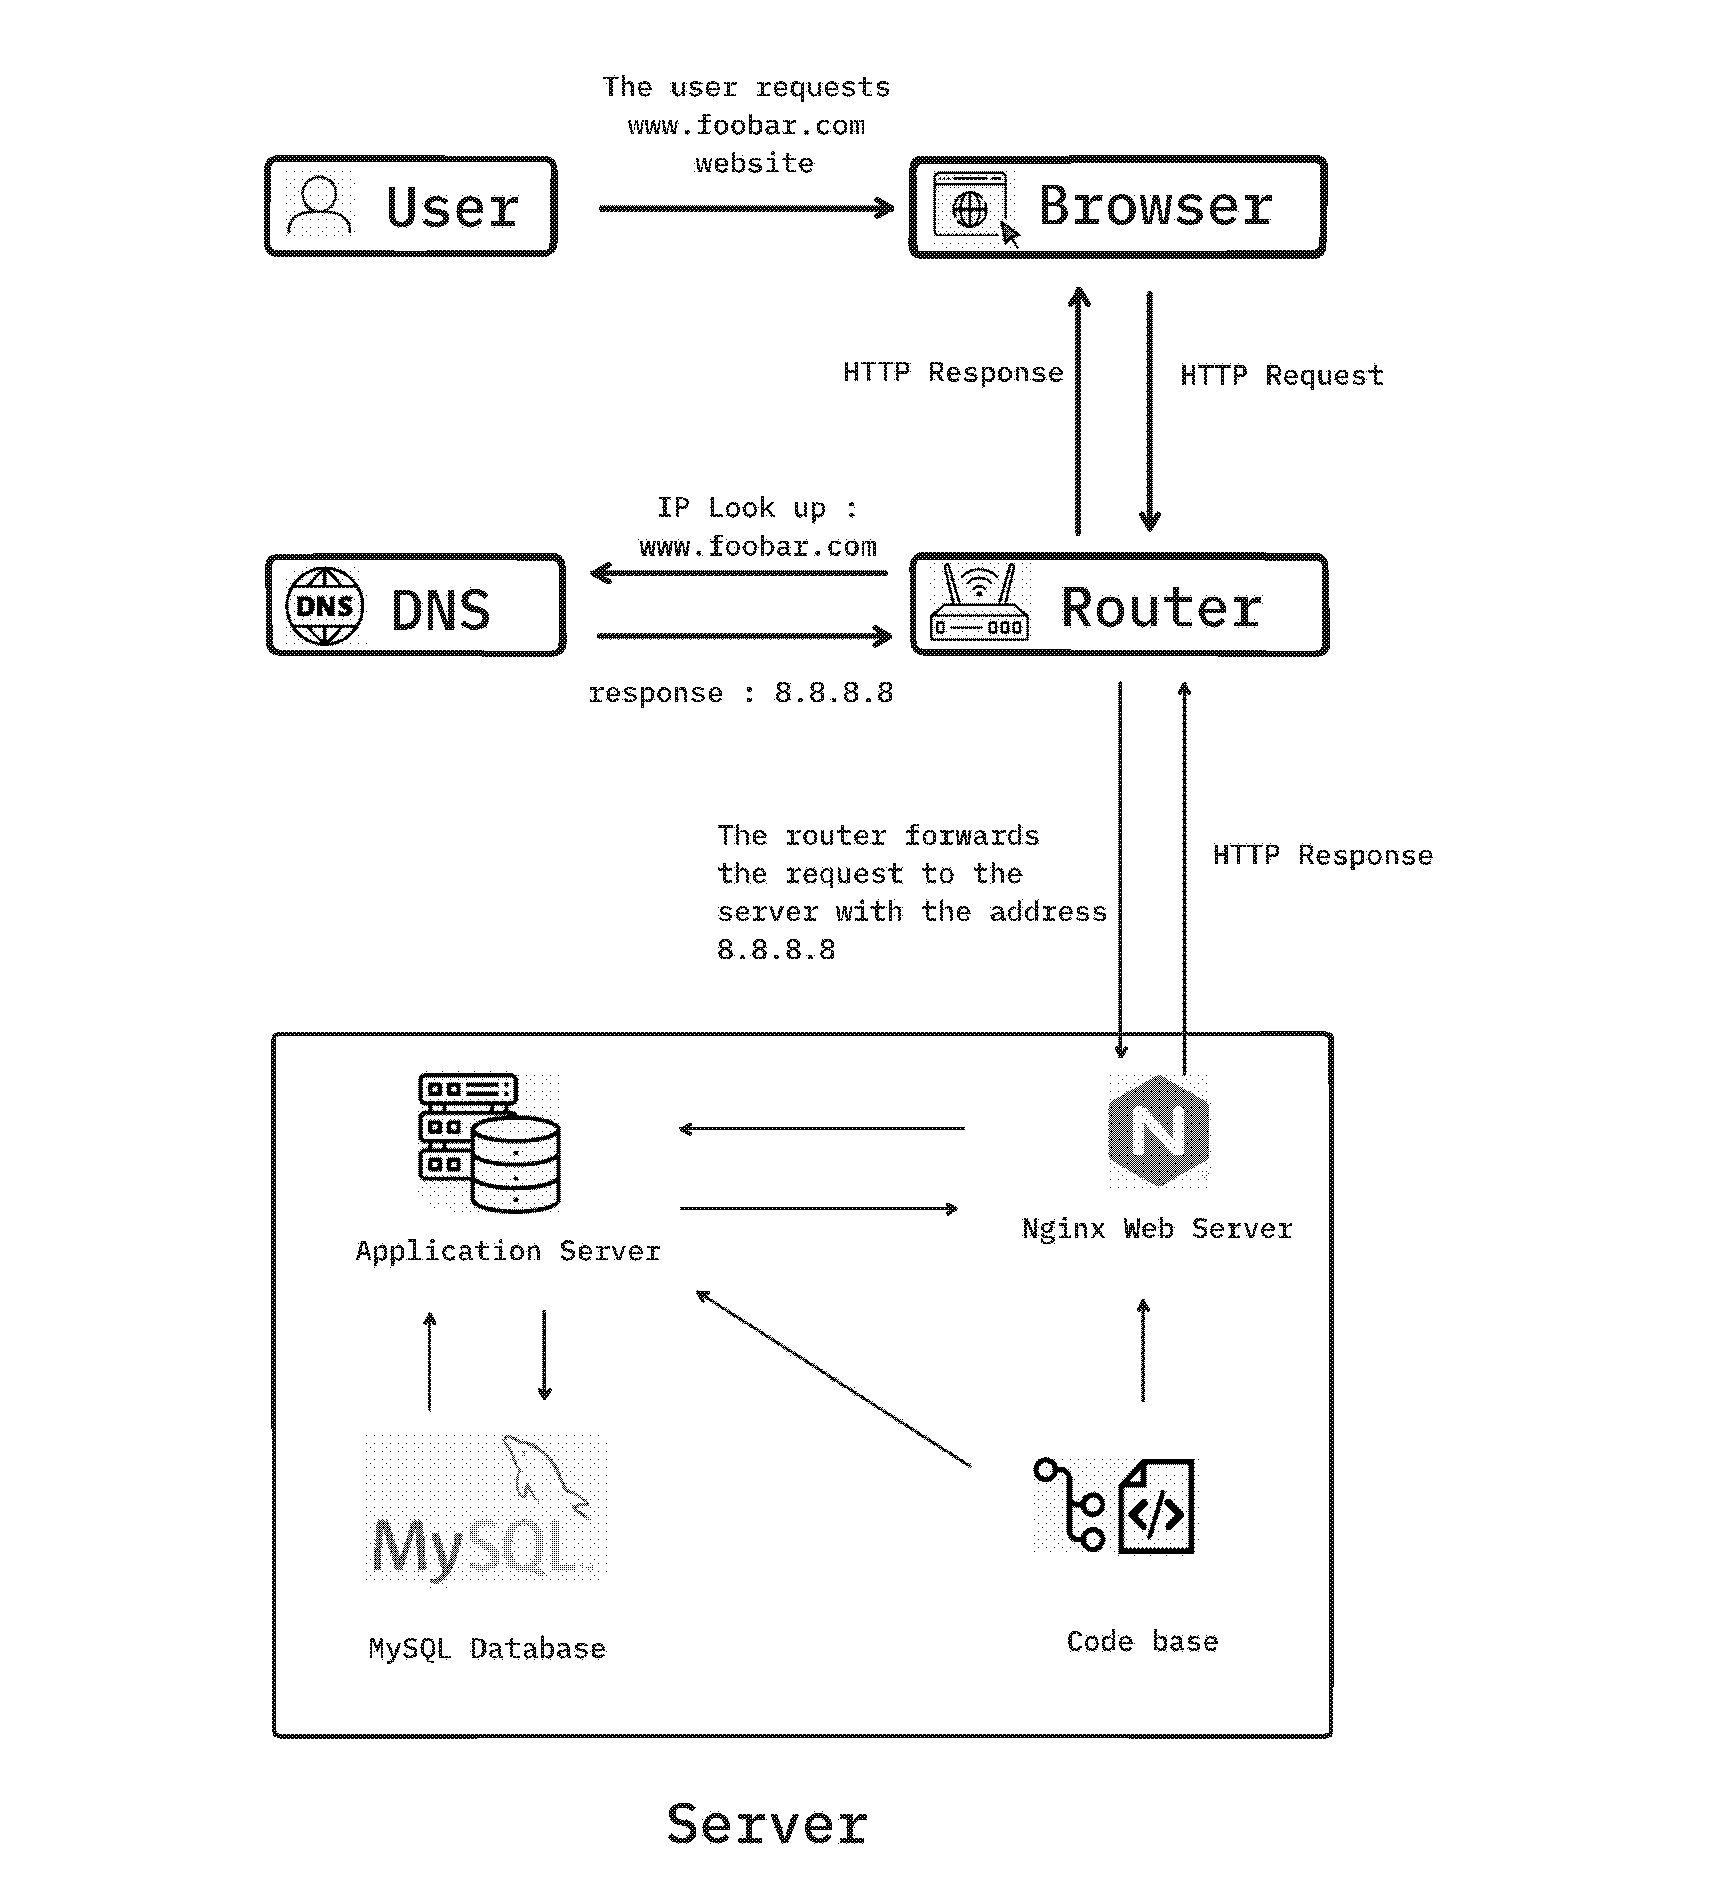 The user requests
www.foobar.com
website
User
Browser
HTTP Response
HTTP Request
IP Look up :
www.foobar.com
DNS
DNS
Router
response : 8.8.8.8
The router forwards
the request to the
server with the address
8.8.8.8
HTTP Response
N
Application Server
Nginx Web Server
MySQL
</>
MySQL Database
Code base
Server